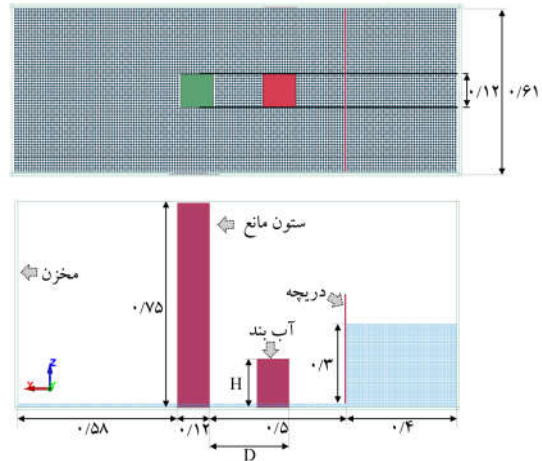 ۰/۱۲
۰/۶۱
ستون مانع
مخزن
۰/۷۵
دریچه
آب بند
۰/۳
H
Z
X
Y
۰/۵۸
۰/۱۲
۰/۵
۰/۴
D